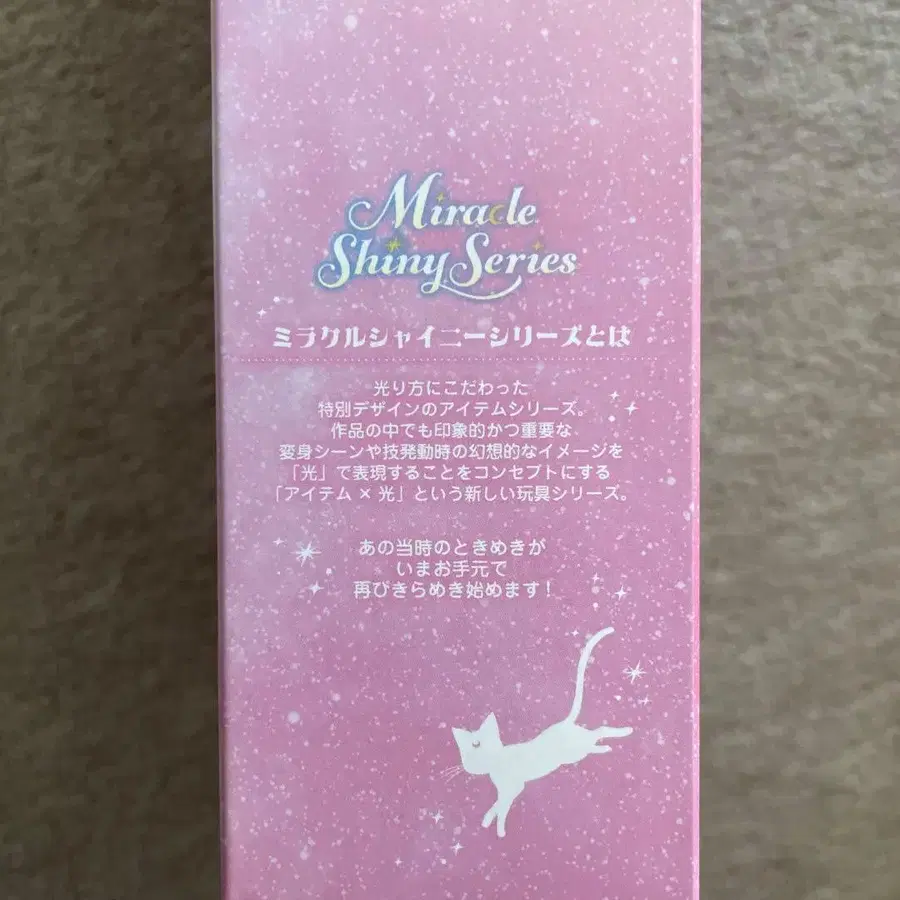 Miracle
Shiny Series
ミラクルシャイニーシリーズとは
光り方にこだわった
特別デザインのアイテムシリーズ。
作品の中でも印象的かつ重要な
変身シーンや技発動時の幻想的なイメージを
「光」で表現することをコンセプトにする
「アイテム × 光」という新しい玩具シリーズ。
あの当時のときめきが
いまお手元で
再びきらめき始めます！